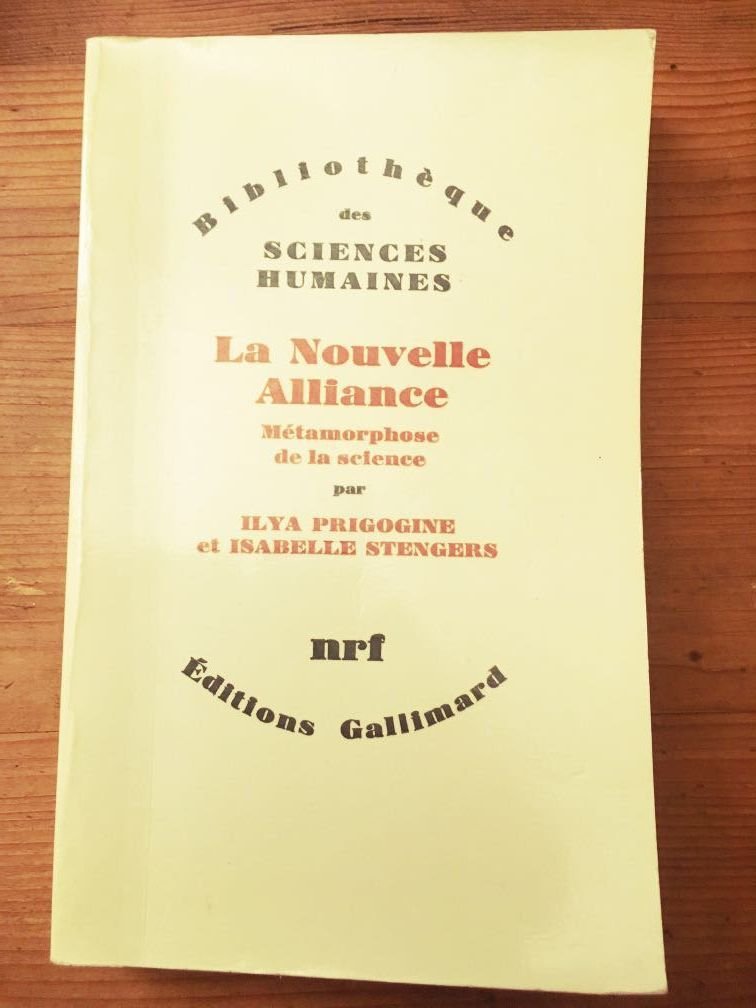 Bibliothèque
des
SCIENCES
HUMAINES
La Nouvelle
Alliance
Métamorphose
de la science
par
ILYA PRIGOGINE
et ISABELLE STENGERS
nrf
Éditions Gallimard